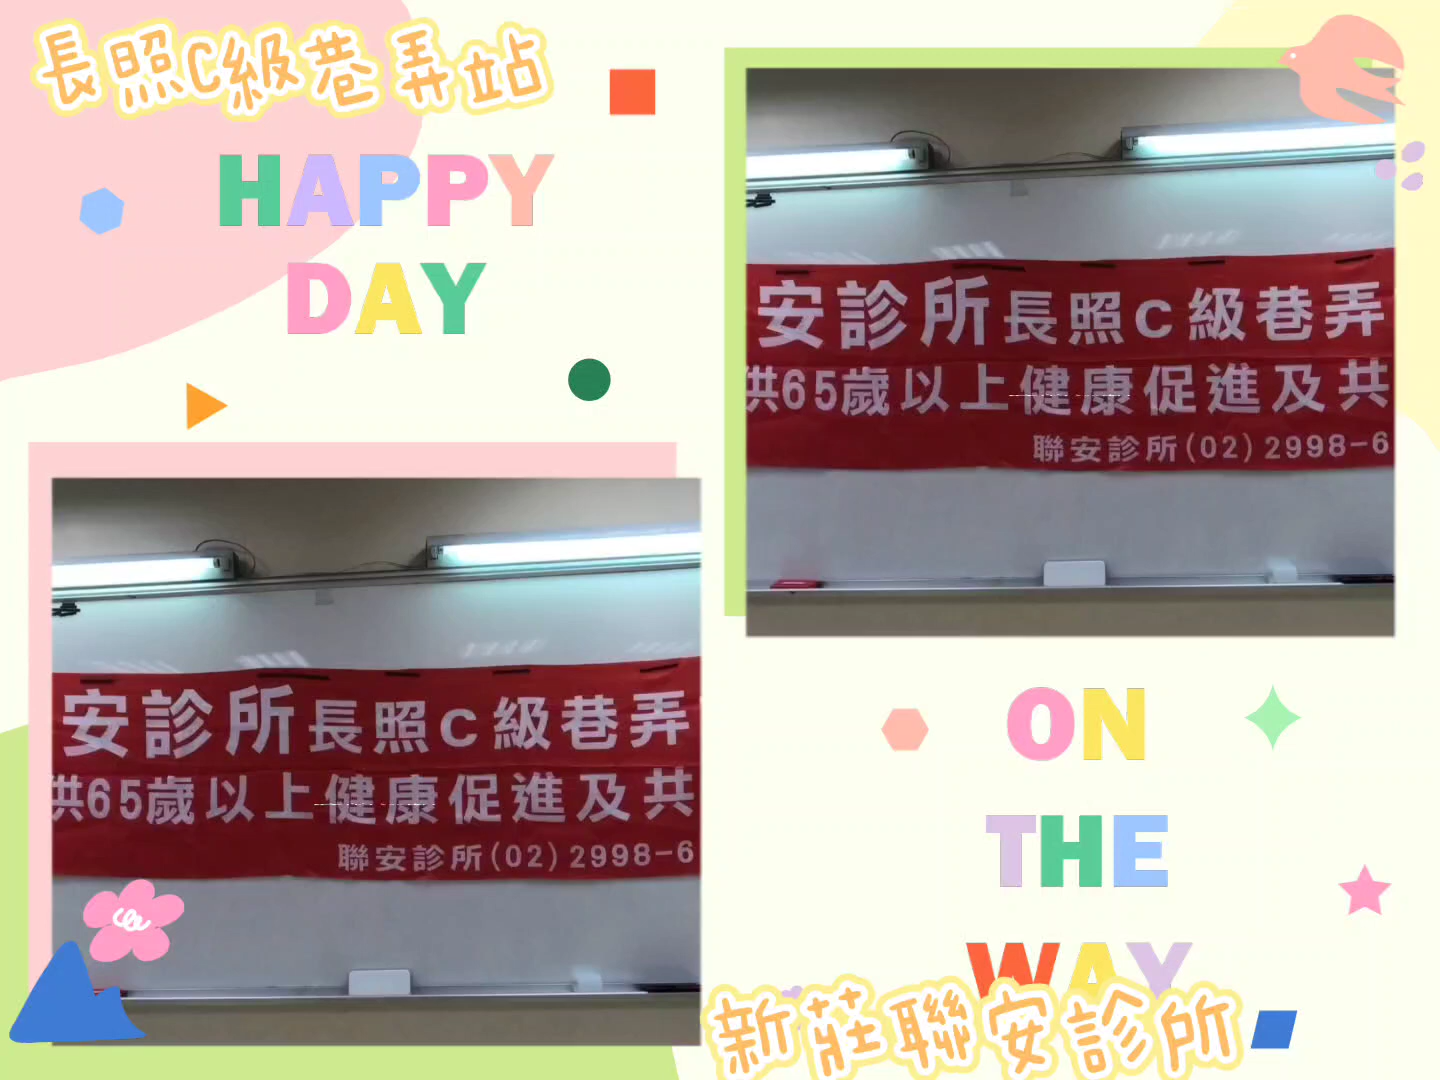 長照C級巷弄站
HAPPY
DAY
安診所長照C級巷弄
供65歲以上健康促進及共
聯安診所(02)2998-6
安診所長照C級巷弄
供65歲以上健康促進及共
聯安診所(02)2998-6
ON
THE
WAY
新莊聯安診所